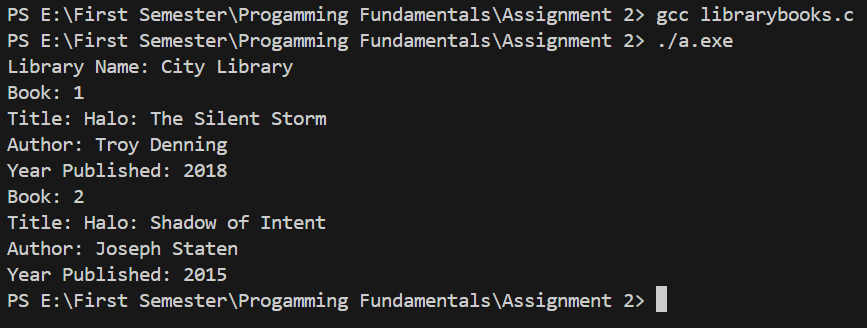 PS E:\First Semester\Progamming Fundamentals\Assignment 2> gcc librarybooks.c
PS E:\First Semester\Progamming Fundamentals\Assignment 2> ./a.exe
Library Name: City Library
Book: 1
Title: Halo: The Silent Storm
Author: Troy Denning
Year Published: 2018
Book: 2
Title: Halo: Shadow of Intent
Author: Joseph Staten
Year Published: 2015
PS E:\First Semester\Progamming Fundamentals\Assignment 2>